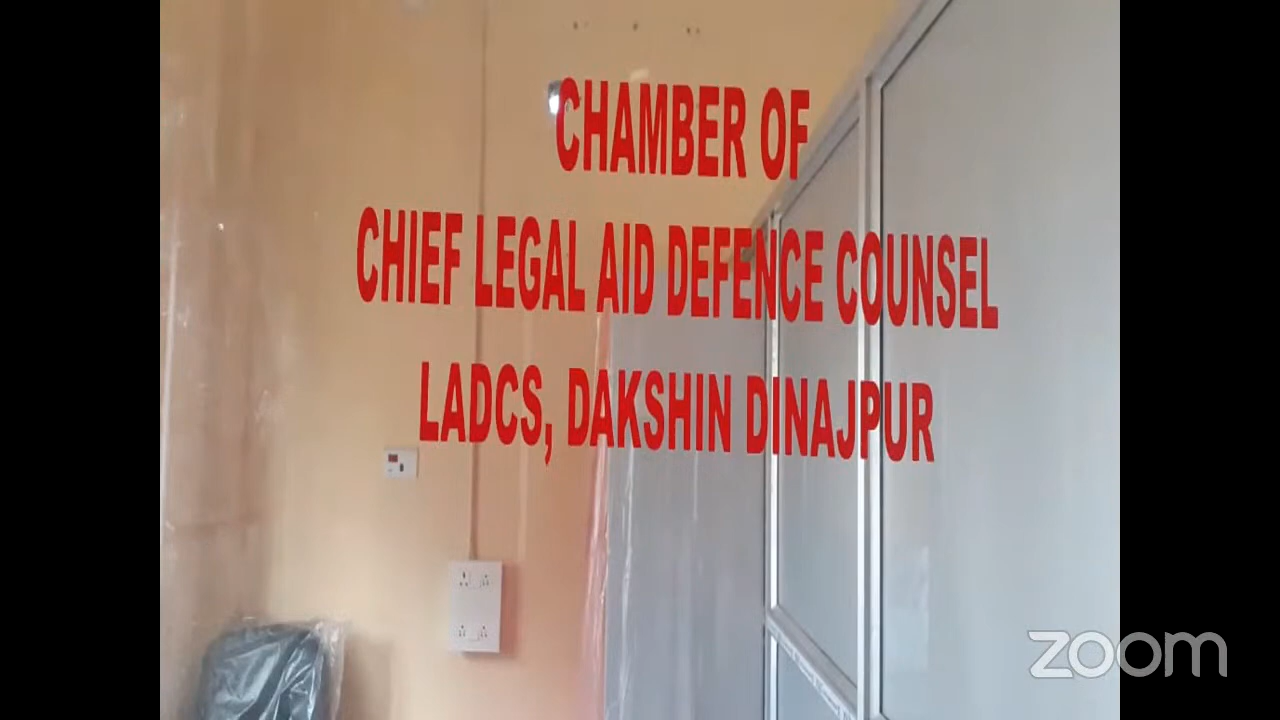 CHAMBER OF
CHIEF LEGAL AID DEFENCE COUNSEL
LADCS, DAKSHIN DINAJPUR
zoom